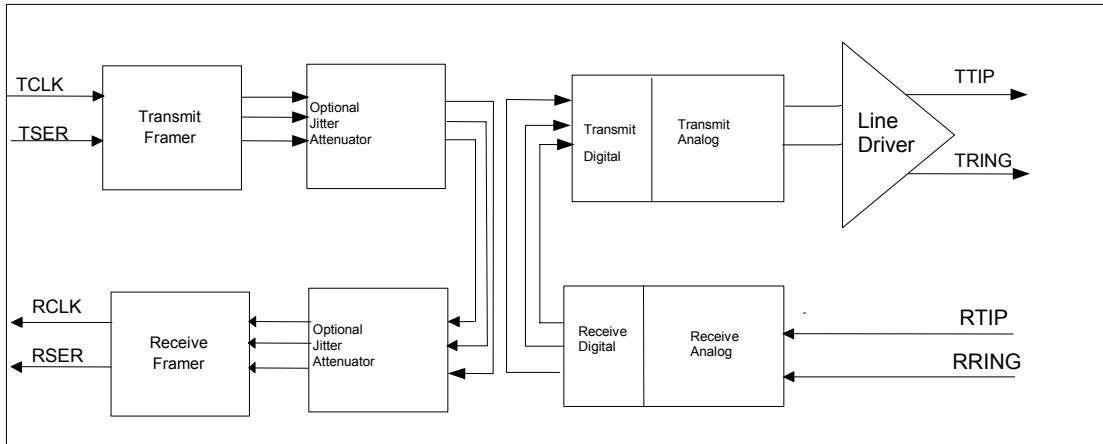 TCLK
TSER
Transmit
Framer
Optional
Jitter
Attenuator
Transmit
Digital
Transmit
Analog
Line
Driver
TTIP
TRING
RCLK
RSER
Receive
Framer
Optional
Jitter
Attenuator
Receive
Digital
Receive
Analog
RTIP
RRING